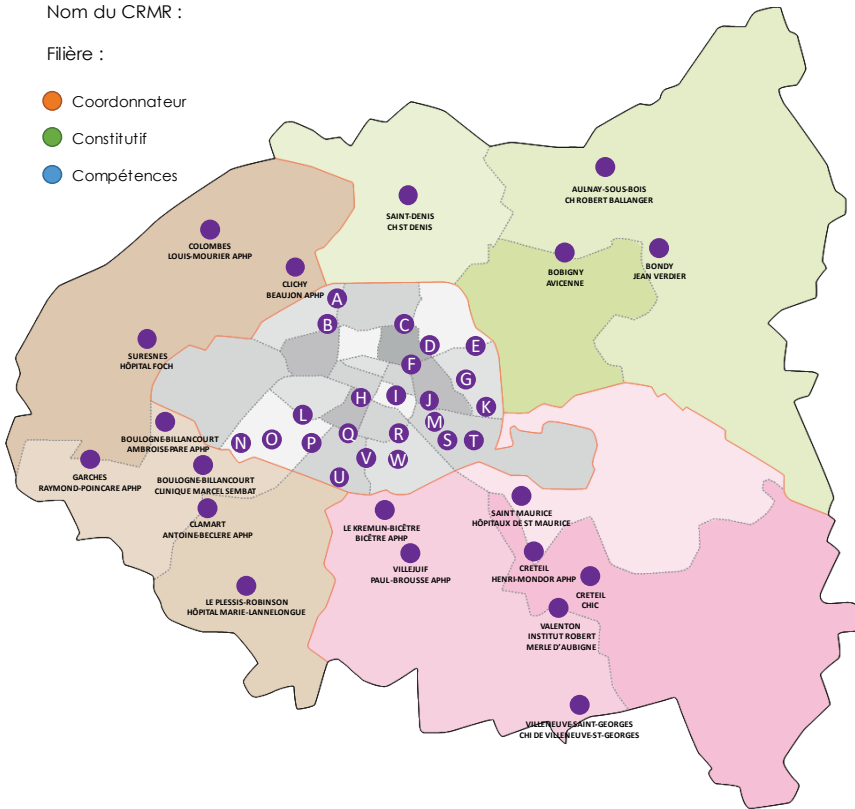 Nom du CRMR :
Filière :
Coordonnateur
Constitutif
Compétences
AULNAY-SOUS-BOIS
CH ROBERT BALLANGER
SAINT-DENIS
CH ST DENIS
COLOMBES
LOUIS-MOURIER APHP
BOBIGNY
AVICENNE
BONDY
JEAN VERDIER
CLICHY
BEAUJON APHP
A
B
C
D
E
SURESNES
HÔPITAL FOCH
F
G
H
I
J
K
L
M
N
O
P
Q
R
S
T
U
V
W
BOULOGNE-BILLANCOURT
AMBROISE-PARE APHP
GARCHES
RAYMOND-POINCARE APHP
BOULOGNE-BILLANCOURT
CLINIQUE MARCEL SEMBAT
CLAMART
ANTOINE-BECLERE APHP
LE KREMLIN-BICÊTRE
BICÊTRE APHP
SAINT MAURICE
HÔPITAUX DE ST MAURICE
VILLEJUIF
PAUL-BROUSSE APHP
CRETEIL
HENRI-MONDOR APHP
CRETEIL
CHIC
LE PLESSIS-ROBINSON
HÔPITAL MARIE-LANNELONGUE
VALENTON
INSTITUT ROBERT
MERLE D'AUBIGNE
VILLENEUVE-SAINT-GEORGES
CHI DE VILLENEUVE-ST-GEORGES